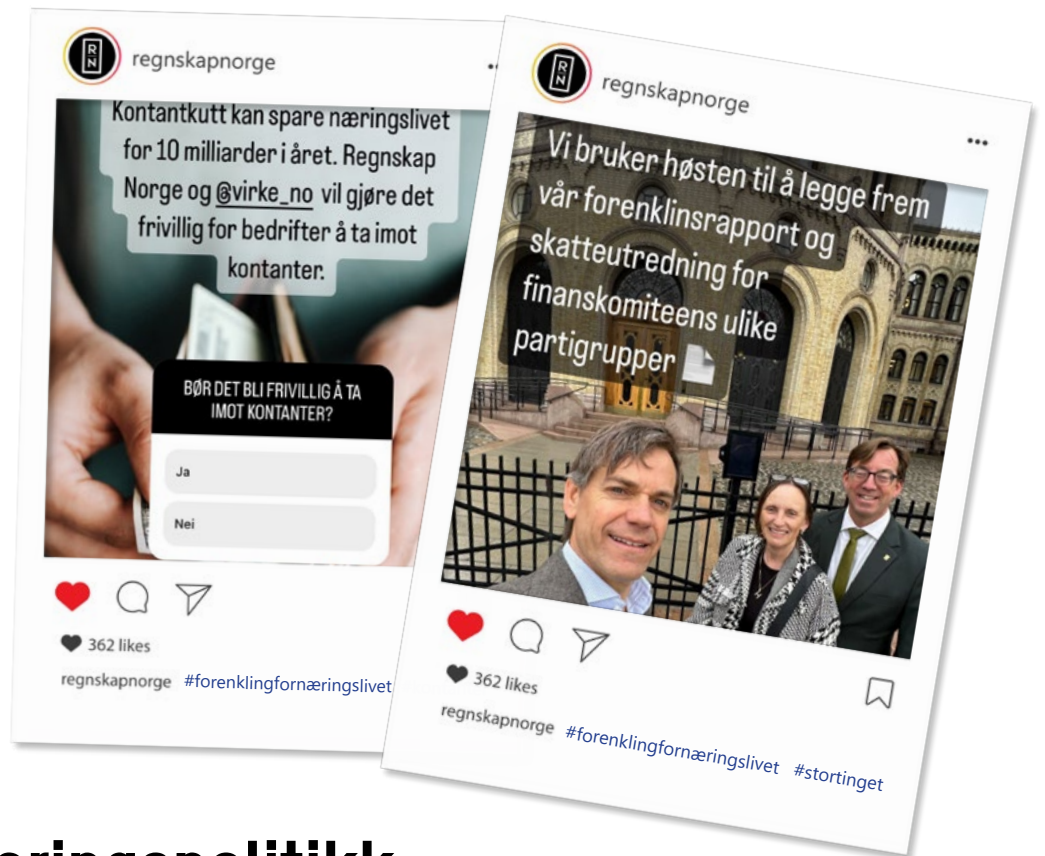 regnskapnorge
Kontantkutt kan spare næringslivet
for 10 milliarder i året. Regnskap
Norge og @virke_no vil gjøre det
frivillig for bedrifter å ta imot
kontanter.
BØR DET BLI FRIVILLIG Å TA
IMOT KONTANTER?
Ja
Nei
362 likes
regnskapnorge #forenklingfornæringslivet
regnskapnorge
Vi bruker høsten til å legge frem
vår forenklinsrapport og
skatteutredning for
finanskomiteens ulike
partigrupper
362 likes
regnskapnorge #forenklingfornæringslivet #stortinget